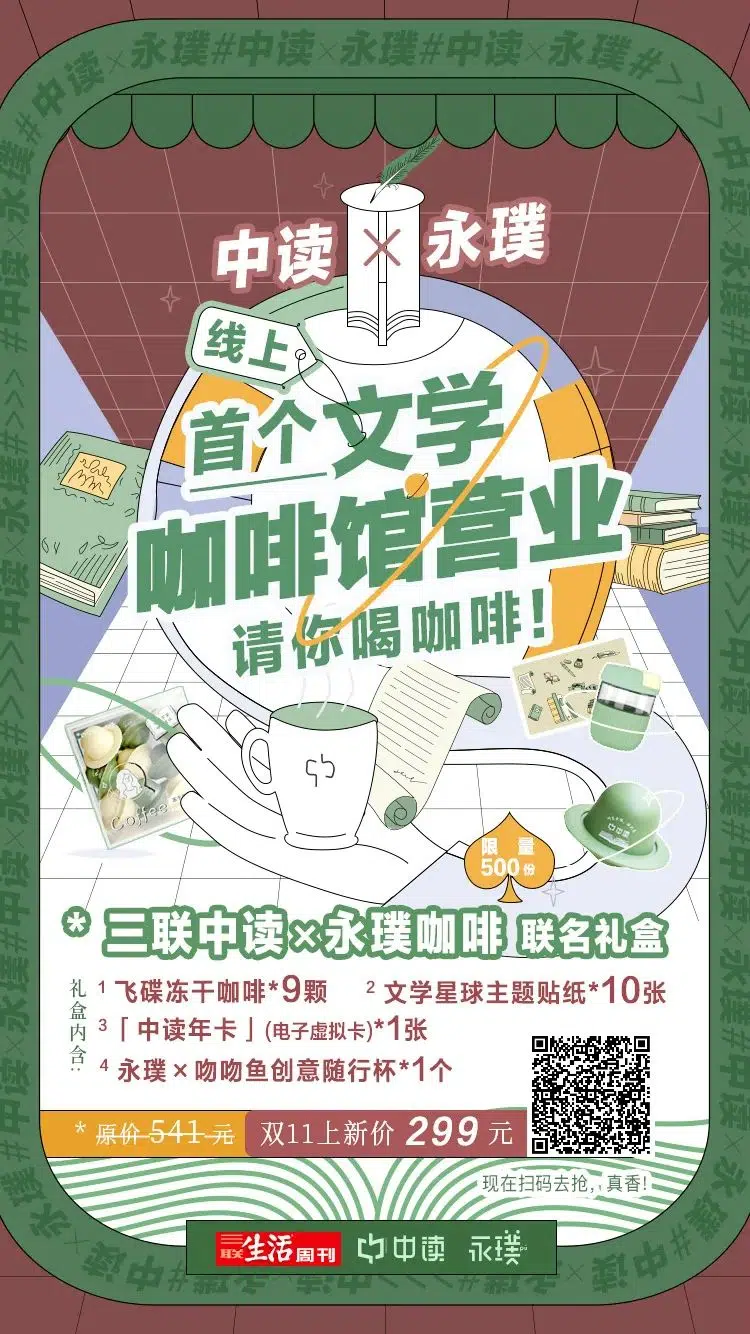 中读×永璞#中读×永璞#中读×永璞#>>>
中读×永璞
线上
首个文学
咖啡馆营业
请你喝咖啡!
Coffee
中读
限量
500份
*三联中读×永璞咖啡 联名礼盒
礼盒内含:
1 飞碟冻干咖啡*9颗
2 文学星球主题贴纸*10张
3「中读年卡」(电子虚拟卡)*1张
4 永璞×吻吻鱼创意随行杯*1个
*原价 541 元
双11上新价 299 元
现在扫码去抢,真香!
三联生活周刊 中读 永璞